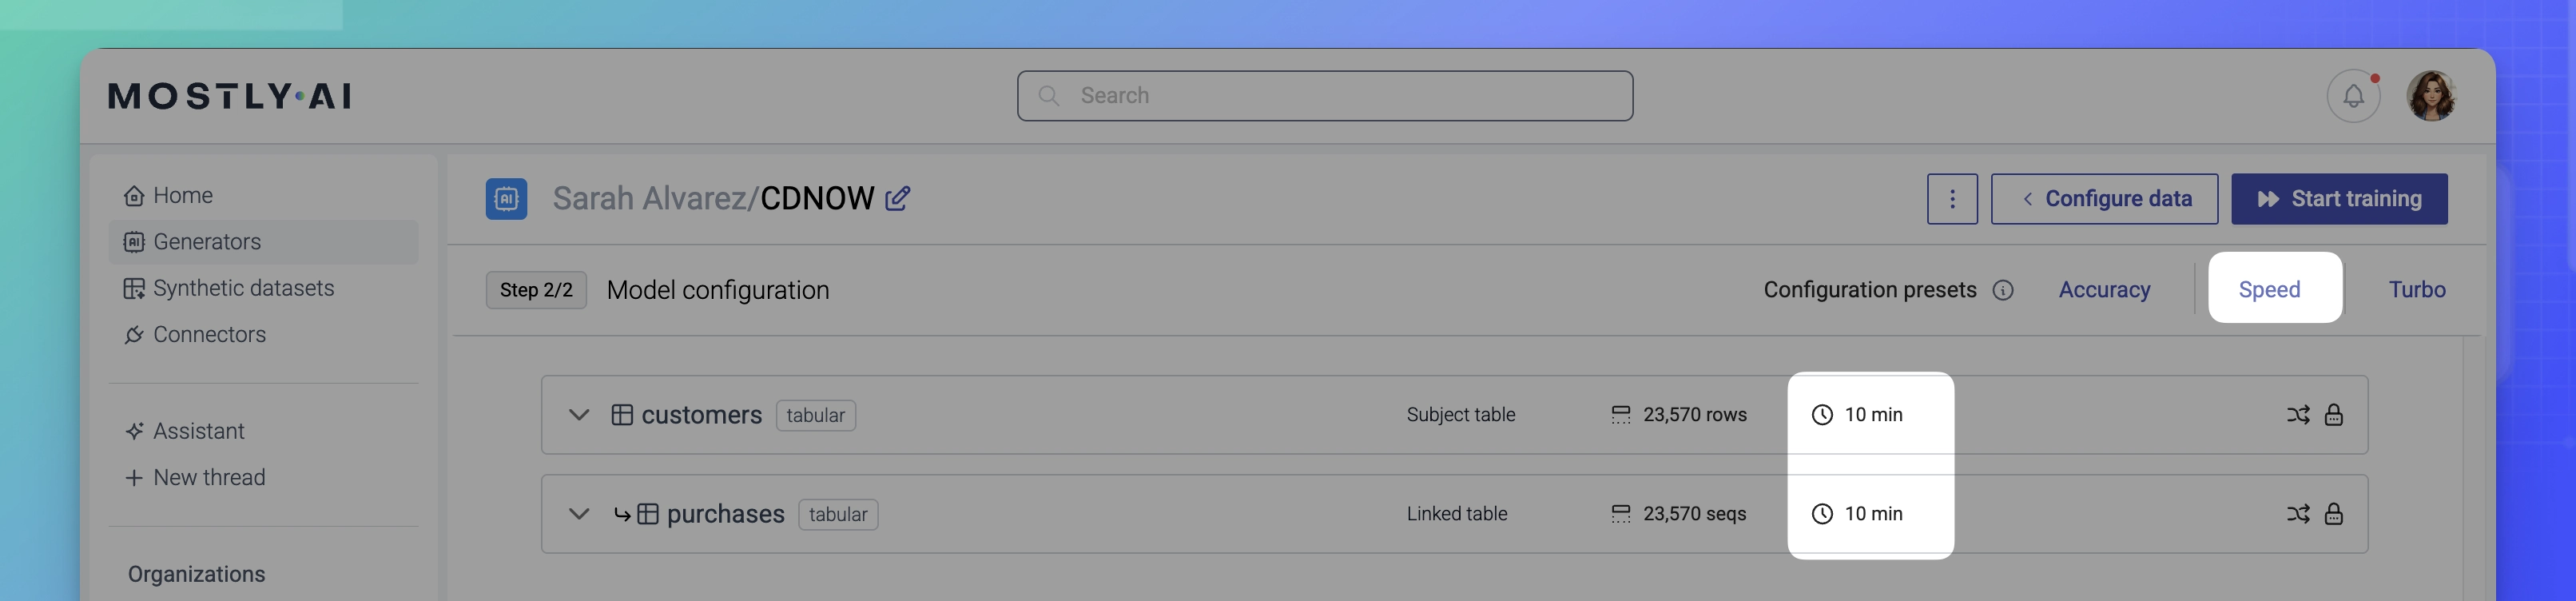 MOSTLY·AI
Search
Home
Generators
Synthetic datasets
Connectors
Assistant
New thread
Organizations
AI Sarah Alvarez/CDNOW
Configure data
Start training
Step 2/2 Model configuration
Configuration presets Accuracy Speed Turbo
customers tabular Subject table 23,570 rows 10 min
purchases tabular Linked table 23,570 seqs 10 min